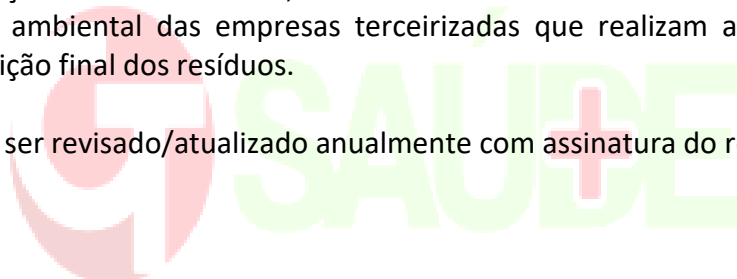 ambiental das empresas terceirizadas que realizam a
ição final dos resíduos.
ser revisado/atualizado anualmente com assinatura do r
SAÚDE